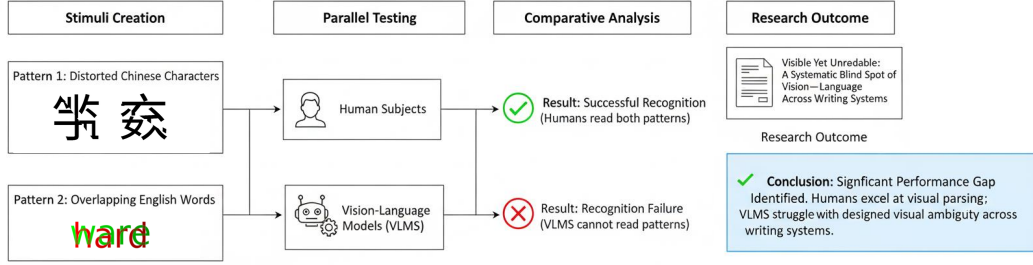 Stimuli Creation
Parallel Testing
Comparative Analysis
Research Outcome
Pattern 1: Distorted Chinese Characters
Pattern 2: Overlapping English Words
hard
ware
Human Subjects
Vision-Language
Models (VLMS)
Result: Successful Recognition
(Humans read both patterns)
Result: Recognition Failure
(VLMS cannot read patterns)
Visible Yet Unredable:
A Systematic Blind Spot of
Vision—Language
Across Writing Systems
Research Outcome
Conclusion: Signficant Performance Gap
Identified. Humans excel at visual parsing;
VLMS struggle with designed visual ambiguty across
writing systems.